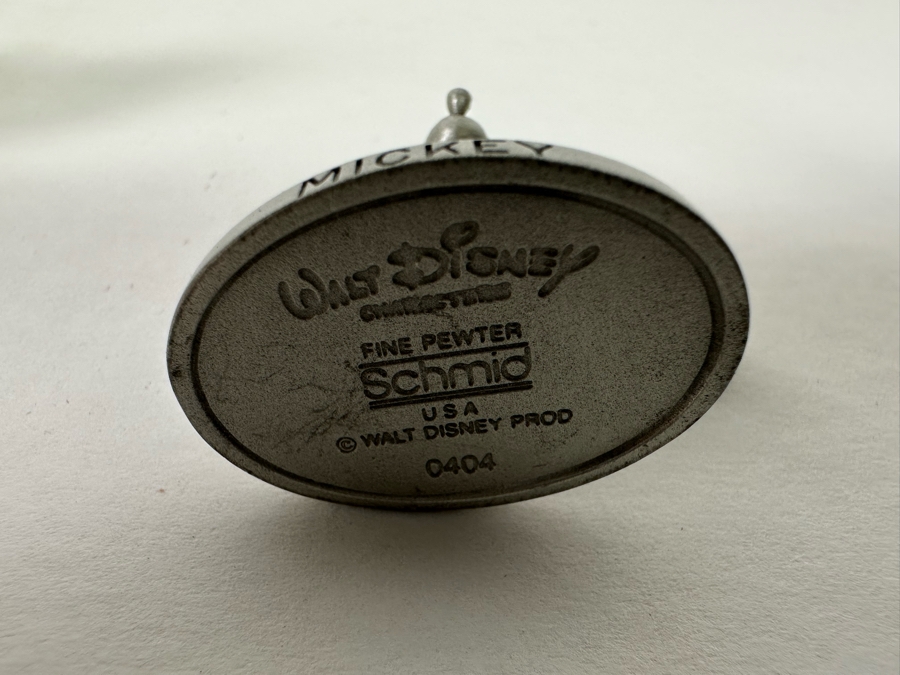 MICKEY
WALT DISNEY
CHARACTERS
FINE PEWTER
Schmid
USA
© WALT DISNEY PROD
0404